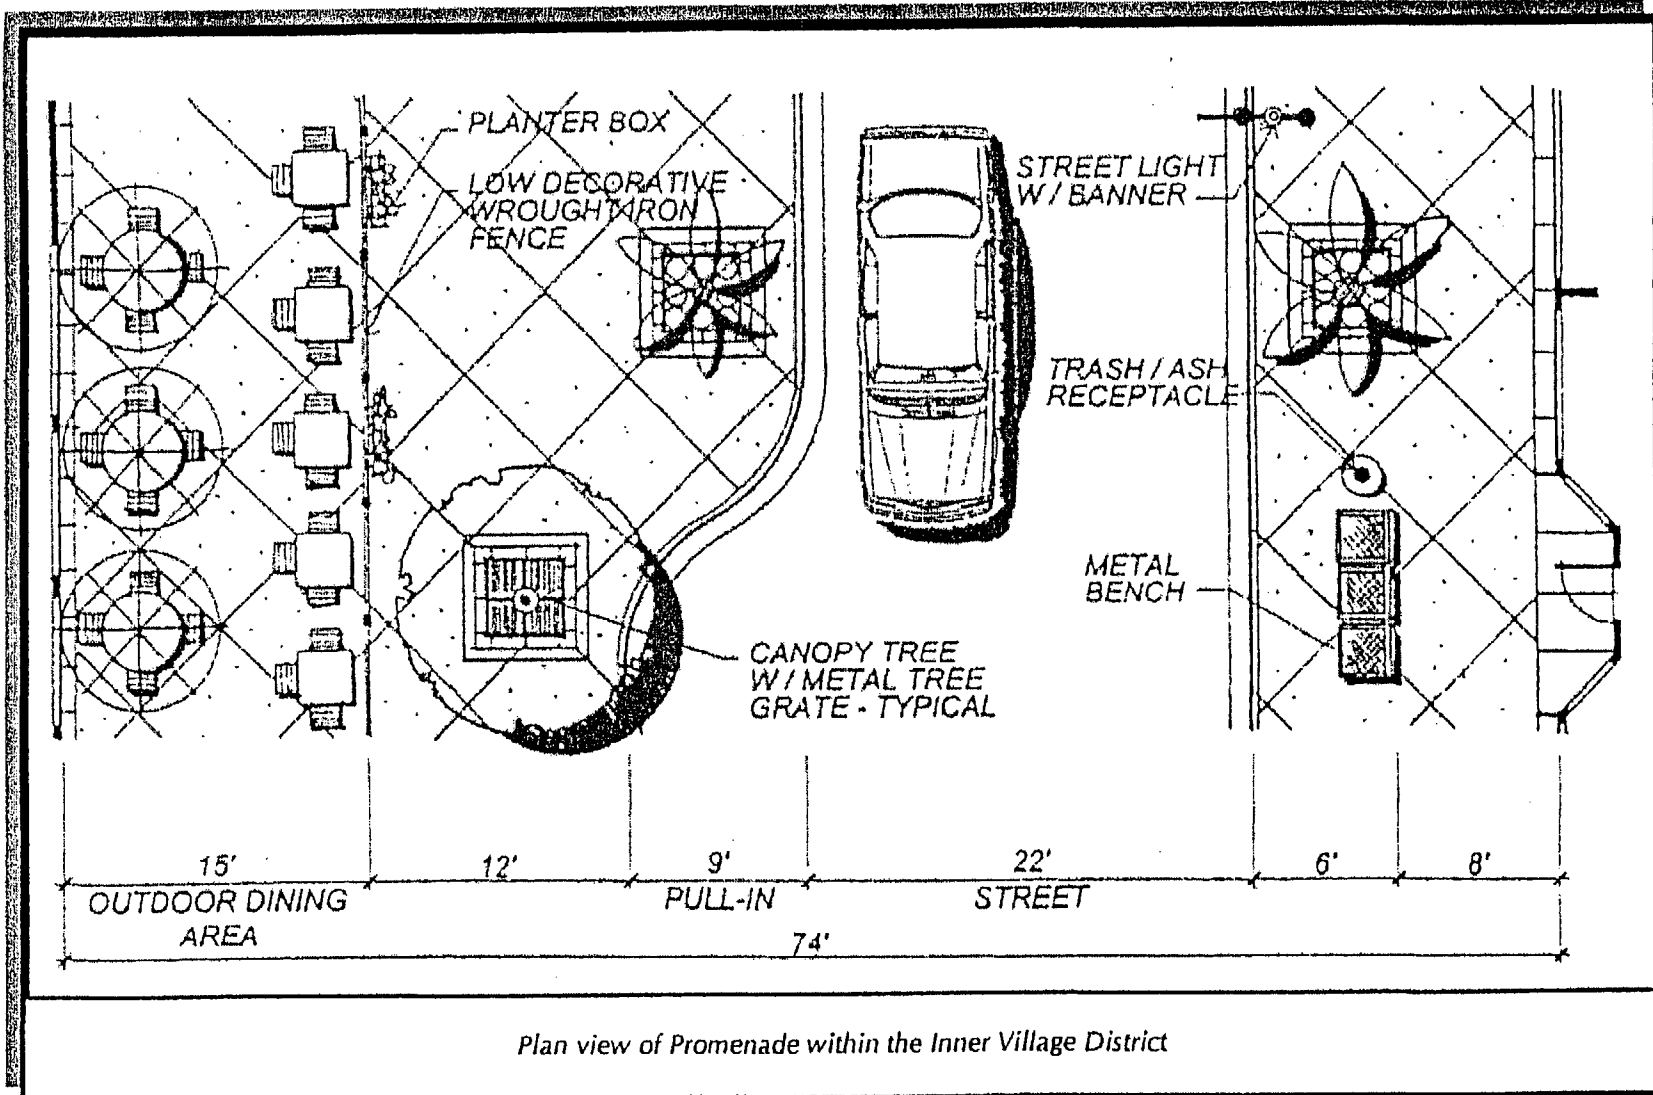 PLANTER BOX
LOW DECORATIVE
WROUGHT IRON
FENCE
STREET LIGHT
W / BANNER
TRASH / ASH
RECEPTACLE
METAL
BENCH
CANOPY TREE
W / METAL TREE
GRATE - TYPICAL
15'
12'
9'
22'
6'
8'
OUTDOOR DINING
AREA
PULL-IN
STREET
74'
Plan view of Promenade within the Inner Village District